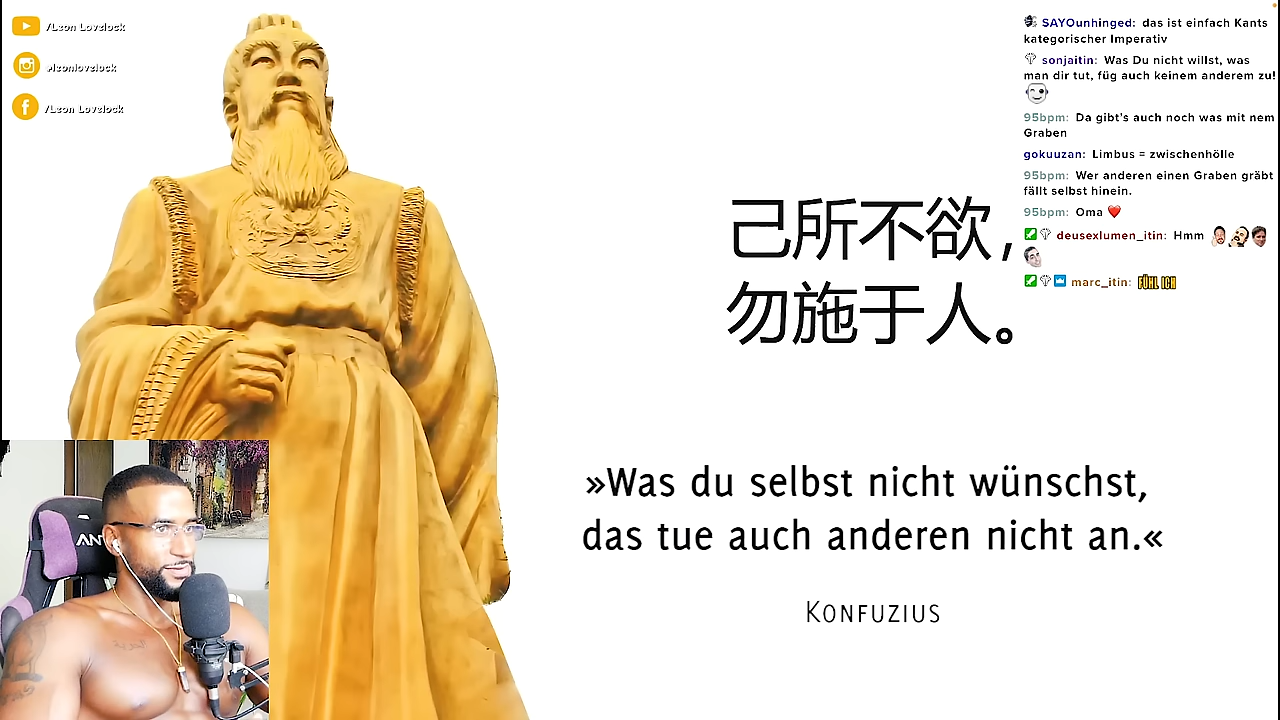 /Leon Lovelock
/leonlovelock
/Leon Lovelock
SAYOunhinged: das ist einfach Kants
kategorischer Imperativ
sonjaitin: Was Du nicht willst, was
man dir tut, füg auch keinem anderem zu!
95bpm: Da gibt's auch noch was mit nem
Graben
gokuuzan: Limbus = zwischenhölle
95bpm: Wer anderen einen Graben gräbt
fällt selbst hinein.
95bpm: Oma ❤️
deusexlumen_itin: Hmm
marc_itin: FÜHL ICH
己所不欲,
勿施于人。
»Was du selbst nicht wünschst,
das tue auch anderen nicht an.«
KONFUZIUS
AN